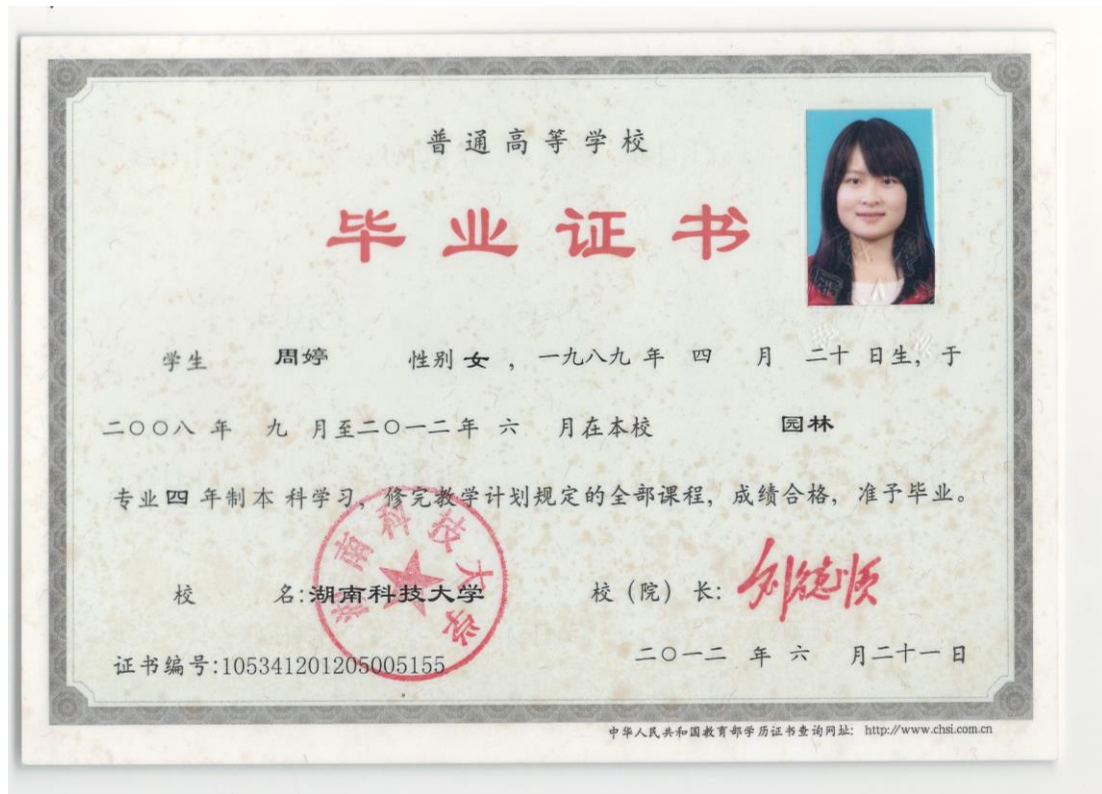 普通高等学校
毕业证书
学生 周婷 性别 女 ，一九八九 年 四 月 二十 日生，于
二〇〇八 年 九 月至二〇一二年 六 月在本校 园林
专业 四 年制 本 科学习，修完教学计划规定的全部课程，成绩合格，准予毕业。
校 名：湖南科技大学 校（院）长：刘德顺
湖南科技大学
证书编号:105341201205005155 二〇一二 年 六 月二十一日
中华人民共和国教育部学历证书查询网址： http://www.chsi.com.cn